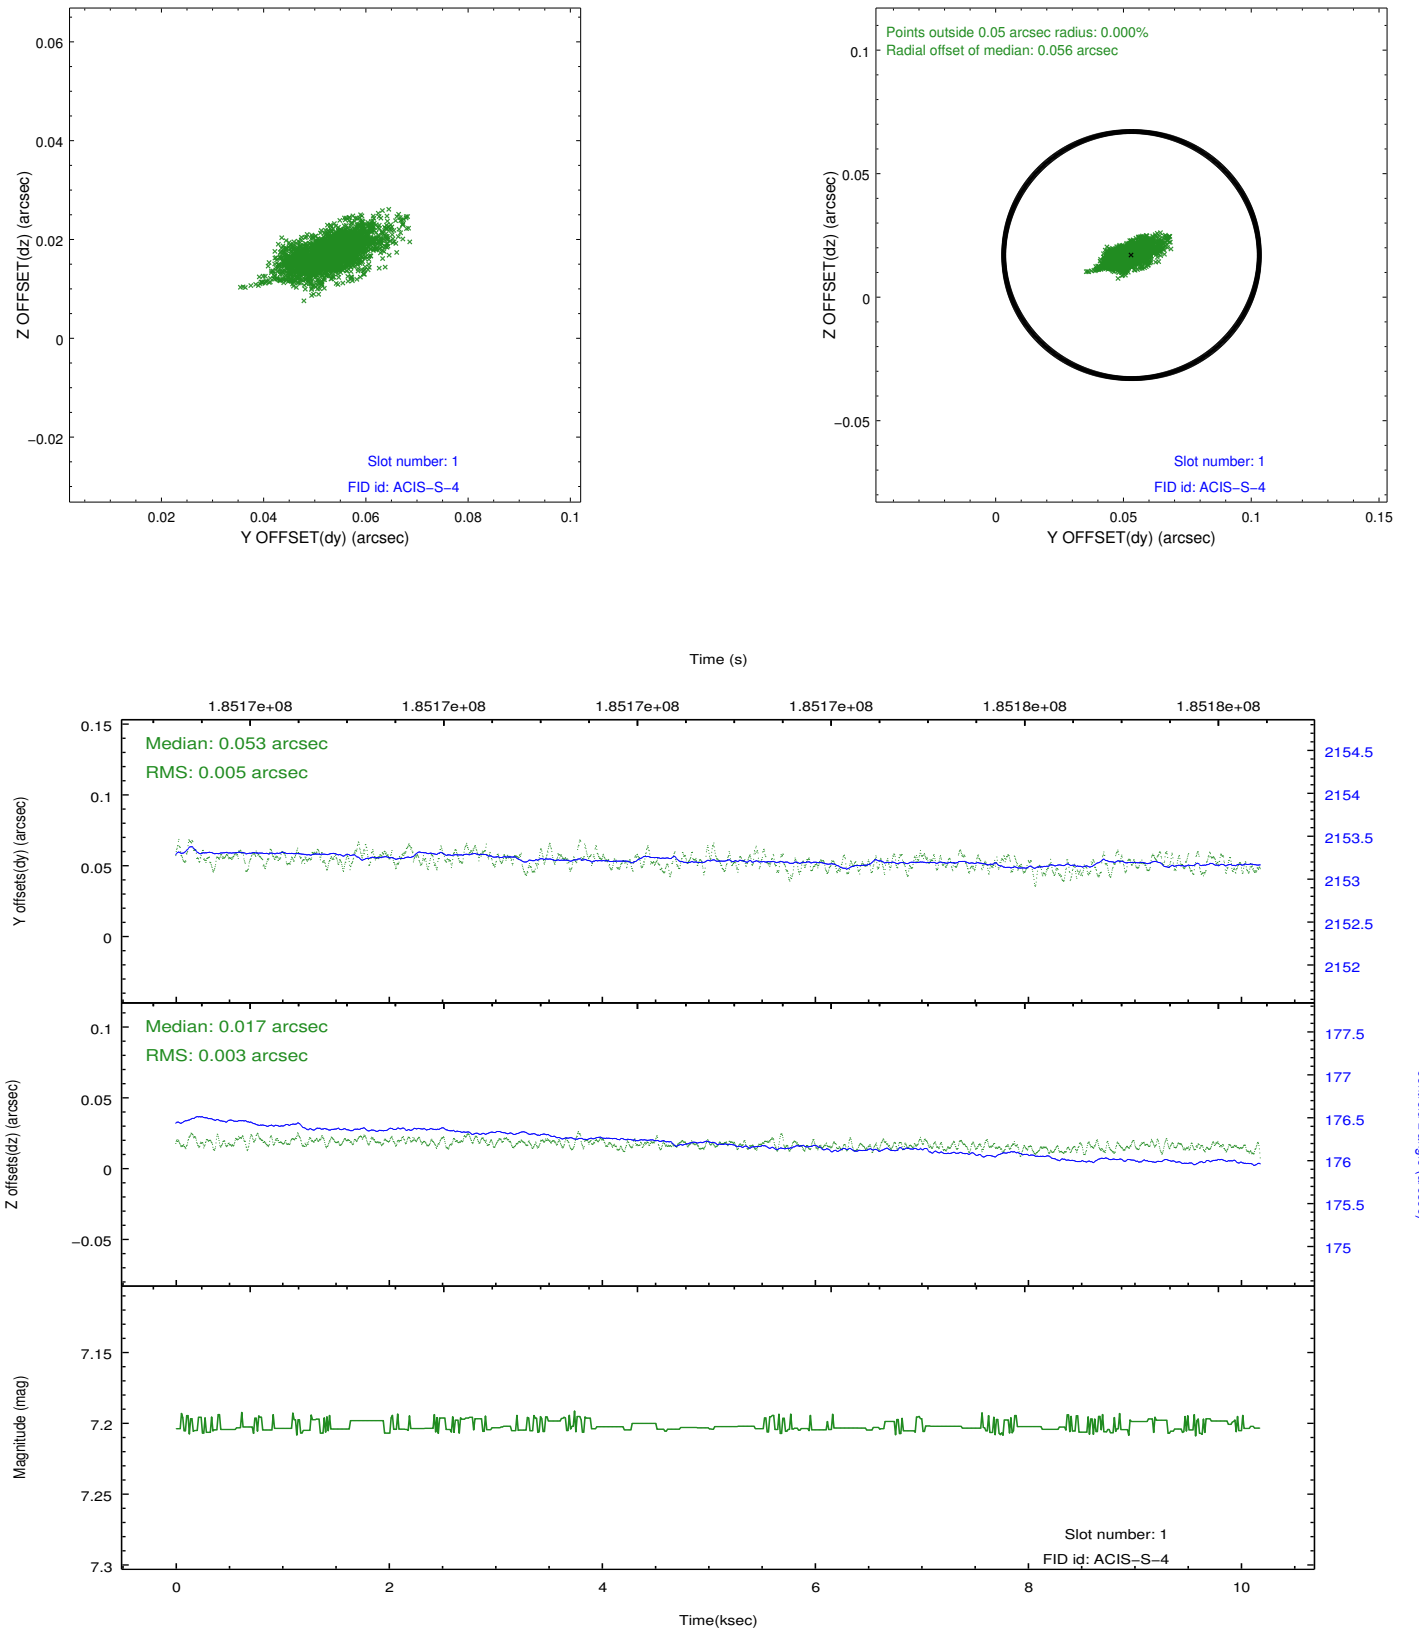 0.06
0.04
0.02
0
−0.02
Z OFFSET(dz) (arcsec)
Slot number: 1
FID id: ACIS−S−4
0.02 0.04 0.06 0.08 0.1
Y OFFSET(dy) (arcsec)
Points outside 0.05 arcsec radius: 0.000%
Radial offset of median: 0.056 arcsec
0.1
0.05
0
−0.05
Z OFFSET(dz) (arcsec)
Slot number: 1
FID id: ACIS−S−4
0 0.05 0.1 0.15
Y OFFSET(dy) (arcsec)
Time (s)
1.8517e+08 1.8517e+08 1.8517e+08 1.8517e+08 1.8518e+08 1.8518e+08
0.15
0.1
0.05
0
Y offsets(dy) (arcsec)
Median: 0.053 arcsec
RMS: 0.005 arcsec
2154.5
2154
2153.5
2153
2152.5
2152
0.1
0.05
0
−0.05
Z offsets(dz) (arcsec)
Median: 0.017 arcsec
RMS: 0.003 arcsec
177.5
177
176.5
176
175.5
175
7.15
7.2
7.25
7.3
Magnitude (mag)
Slot number: 1
FID id: ACIS−S−4
0 2 4 6 8 10
Time(ksec)